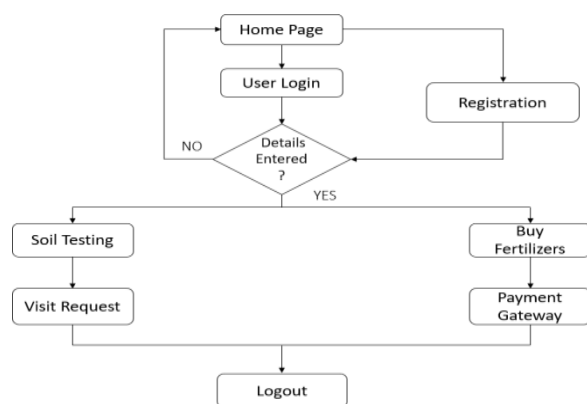 Home Page
User Login
Registration
Details
Entered
?
NO
YES
Soil Testing
Buy
Fertilizers
Visit Request
Payment
Gateway
Logout